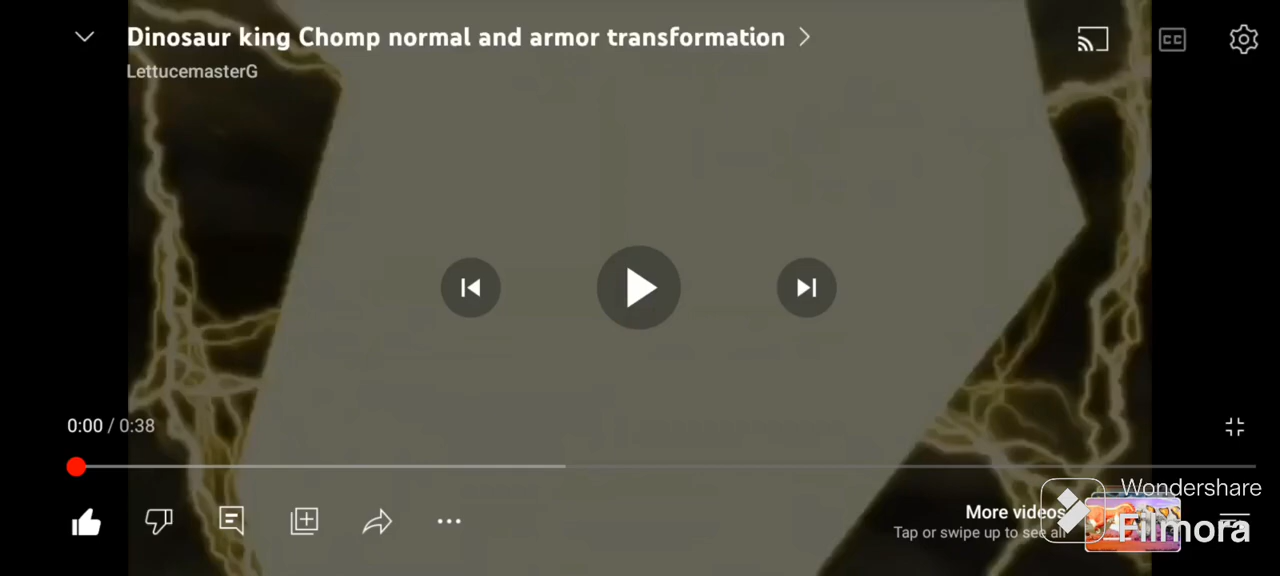 Dinosaur king Chomp normal and armor transformation
LettucemasterG
CC
0:00 / 0:38
More videos
Tap or swipe up to see all
Wondershare
Filmora